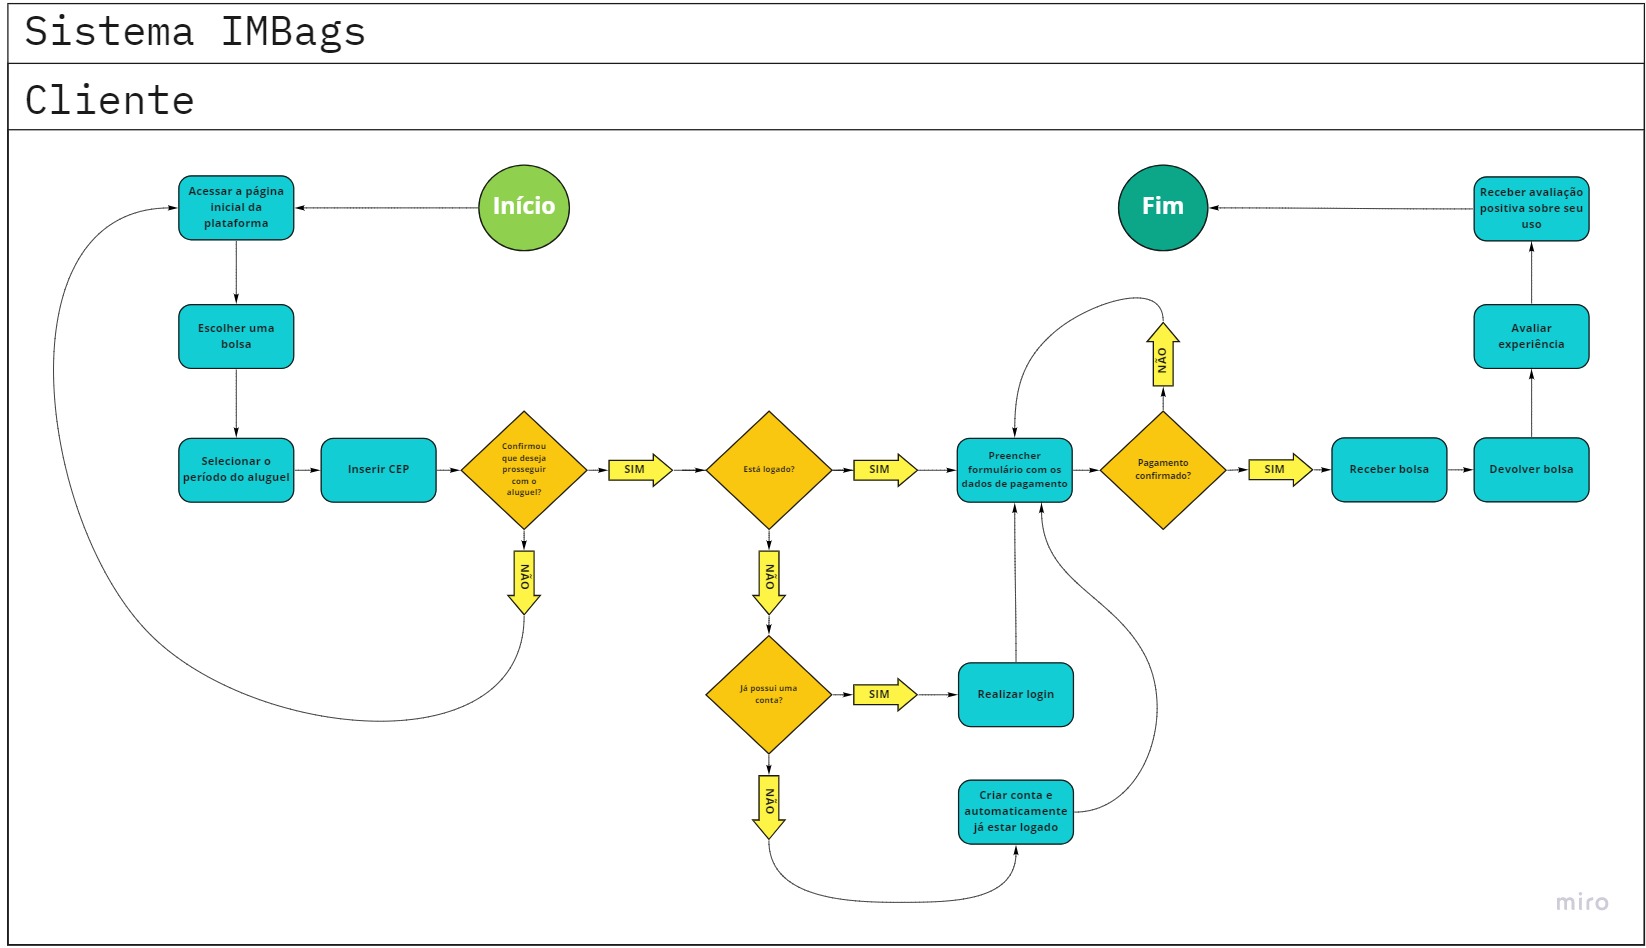 Sistema IMBags
Cliente
Acessar a página
inicial da
plataforma
Início
Fim
Receber avaliação
positiva sobre seu
uso
Escolher uma
bolsa
Avaliar
experiência
NÃO
Selecionar o
período do aluguel
Inserir CEP
Confirmou
que deseja
prosseguir
com o
aluguel?
SIM
Está logado?
SIM
Preencher
formulário com os
dados de pagamento
Pagamento
confirmado?
SIM
Receber bolsa
Devolver bolsa
NÃO
NÃO
Já possui uma
conta?
SIM
Realizar login
NÃO
Criar conta e
automaticamente
já estar logado
miro